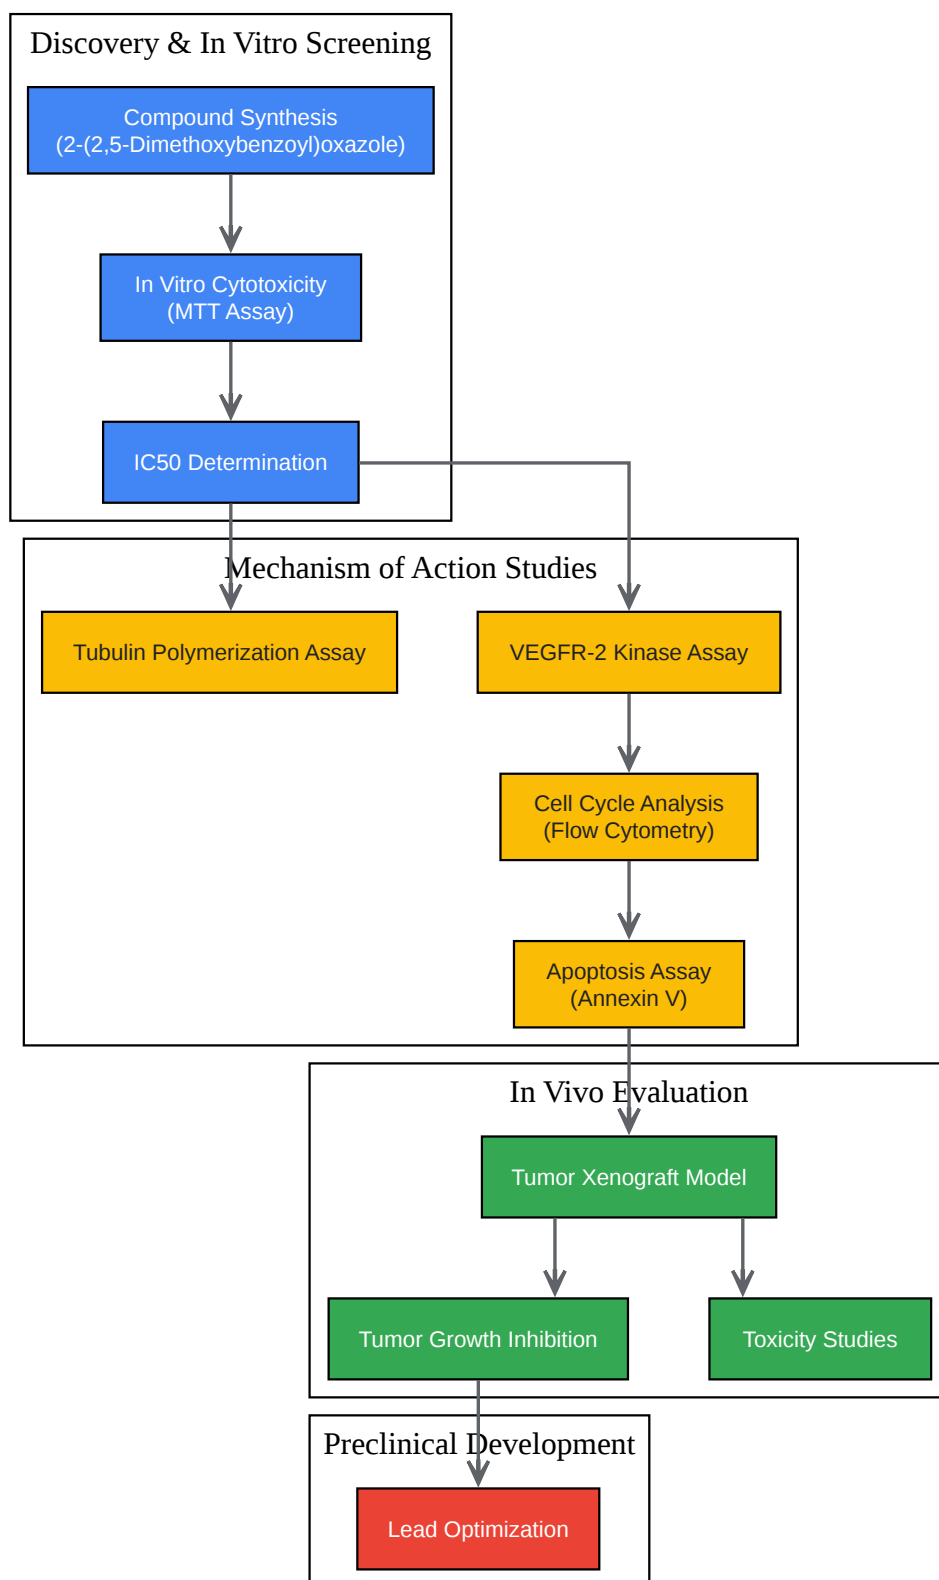 Discovery & In Vitro Screening
Compound Synthesis
(2-(2,5-Dimethoxybenzoyl)oxazole)
In Vitro Cytotoxicity
(MTT Assay)
IC50 Determination
Mechanism of Action Studies
Tubulin Polymerization Assay
VEGFR-2 Kinase Assay
Cell Cycle Analysis
(Flow Cytometry)
Apoptosis Assay
(Annexin V)
In Vivo Evaluation
Tumor Xenograft Model
Tumor Growth Inhibition
Toxicity Studies
Preclinical Development
Lead Optimization